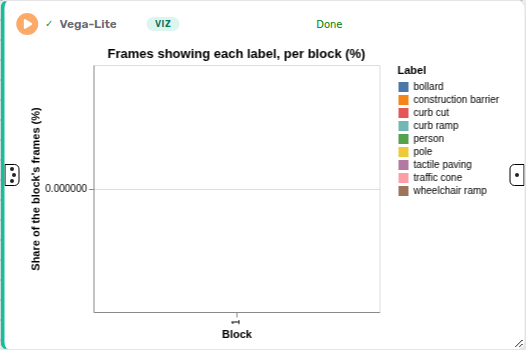 ✓ Vega-Lite VIZ Done
Frames showing each label, per block (%)
Share of the block's frames (%)
0.000000
1
Block
Label
bollard
construction barrier
curb cut
curb ramp
person
pole
tactile paving
traffic cone
wheelchair ramp